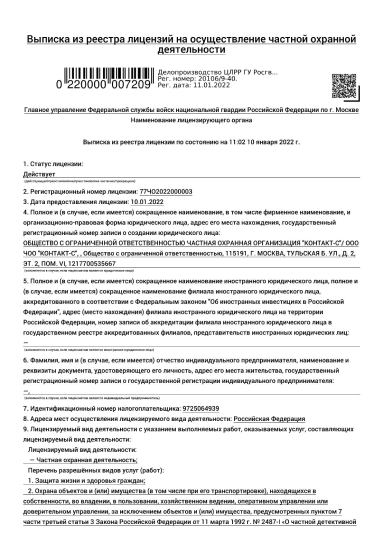 Выписка из реестра лицензий на осуществление частной охранной
деятельности
Делопроизводство ЦЛРР ГУ Росгв...
Рег. номер: 20106/9-40.
Рег. дата: 11.01.2022
0 220000 007209
Главное управление Федеральной службы войск национальной гвардии Российской Федерации по г. Москве
Наименование лицензирующего органа
Выписка из реестра лицензии по состоянию на 11:02 10 января 2022 г.
1. Статус лицензии:
Действует
2. Регистрационный номер лицензии: 77ЧО2022000003
3. Дата предоставления лицензии: 10.01.2022
4. Полное и (в случае, если имеется) сокращенное наименование, в том числе фирменное наименование, и
организационно-правовая форма юридического лица, адрес его места нахождения, государственный
регистрационный номер записи о создании юридического лица:
ОБЩЕСТВО С ОГРАНИЧЕННОЙ ОТВЕТСТВЕННОСТЬЮ ЧАСТНАЯ ОХРАННАЯ ОРГАНИЗАЦИЯ "КОНТАКТ-С"/ ООО
ЧОО "КОНТАКТ-С", , Общество с ограниченной ответственностью, 115191, Г. МОСКВА, ТУЛЬСКАЯ Б. УЛ., Д. 2,
ЭТ. 2, ПОМ. VI, 1217700535667
(заполняется в случае, если лицензиатом является юридическое лицо)
5. Полное и (в случае, если имеется) сокращенное наименование иностранного юридического лица, полное и
(в случае, если имеется) сокращенное наименование филиала иностранного юридического лица,
аккредитованного в соответствии с Федеральным законом "Об иностранных инвестициях в Российской
Федерации", адрес (место нахождения) филиала иностранного юридического лица на территории
Российской Федерации, номер записи об аккредитации филиала иностранного юридического лица в
государственном реестре аккредитованных филиалов, представительств иностранных юридических лиц:
—
(заполняется в случае, если лицензиатом является иностранное юридическое лицо)
6. Фамилия, имя и (в случае, если имеется) отчество индивидуального предпринимателя, наименование и
реквизиты документа, удостоверяющего его личность, адрес его места жительства, государственный
регистрационный номер записи о государственной регистрации индивидуального предпринимателя:
—,
(заполняется в случае, если лицензиатом является индивидуальный предприниматель)
7. Идентификационный номер налогоплательщика: 9725064939
8. Адреса мест осуществления лицензируемого вида деятельности: Российская Федерация
9. Лицензируемый вид деятельности с указанием выполняемых работ, оказываемых услуг, составляющих
лицензируемый вид деятельности:
Лицензируемый вид деятельности:
— Частная охранная деятельность;
Перечень разрешённых видов услуг (работ):
1. Защита жизни и здоровья граждан;
2. Охрана объектов и (или) имущества (в том числе при его транспортировке), находящихся в
собственности, во владении, в пользовании, хозяйственном ведении, оперативном управлении или
доверительном управлении, за исключением объектов и (или) имущества, предусмотренных пунктом 7
части третьей статьи 3 Закона Российской Федерации от 11 марта 1992 г. № 2487-I «О частной детективной